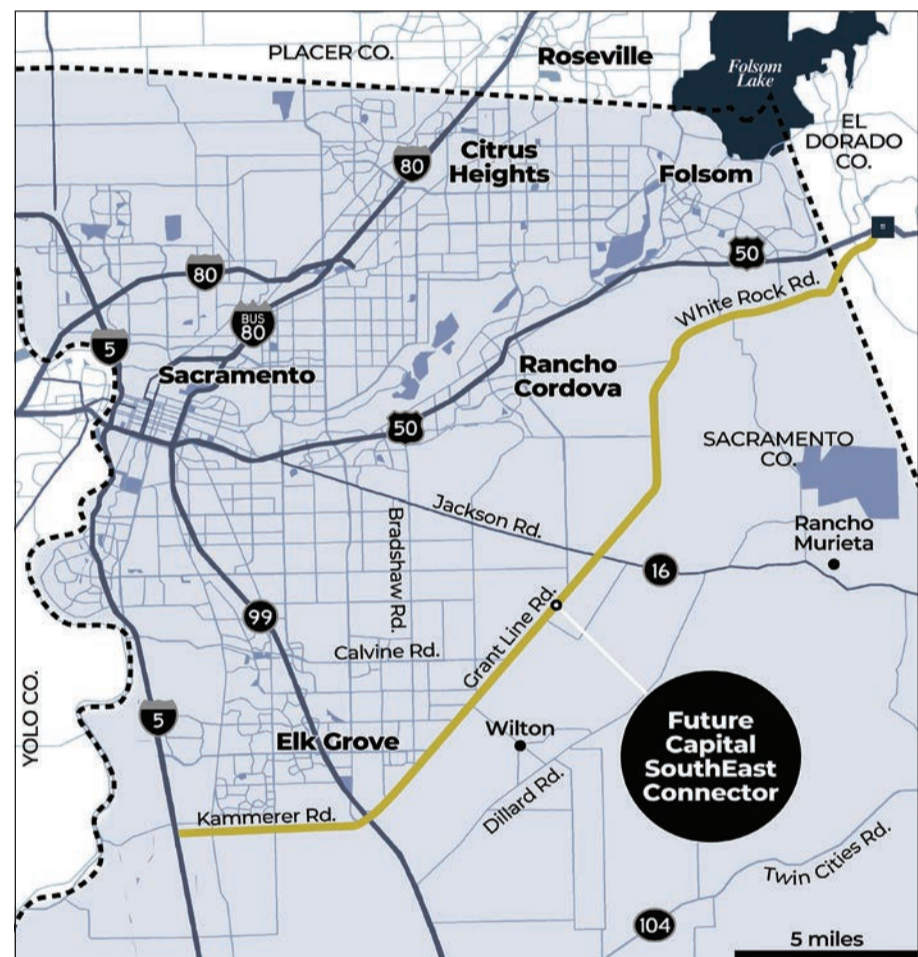 PLACER CO.
Roseville
Folsom
Lake
EL
DORADO
CO.
80
Citrus
Heights
Folsom
50
80
White Rock Rd.
BUS
80
5
Sacramento
Rancho
Cordova
50
SACRAMENTO
CO.
Jackson Rd.
Bradshaw Rd.
Rancho
Murieta
16
99
Grant Line Rd.
Calvine Rd.
YOLO CO.
5
Elk Grove
Wilton
Future
Capital
SouthEast
Connector
Dillard Rd.
Kammerer Rd.
Twin Cities Rd.
104
5 miles